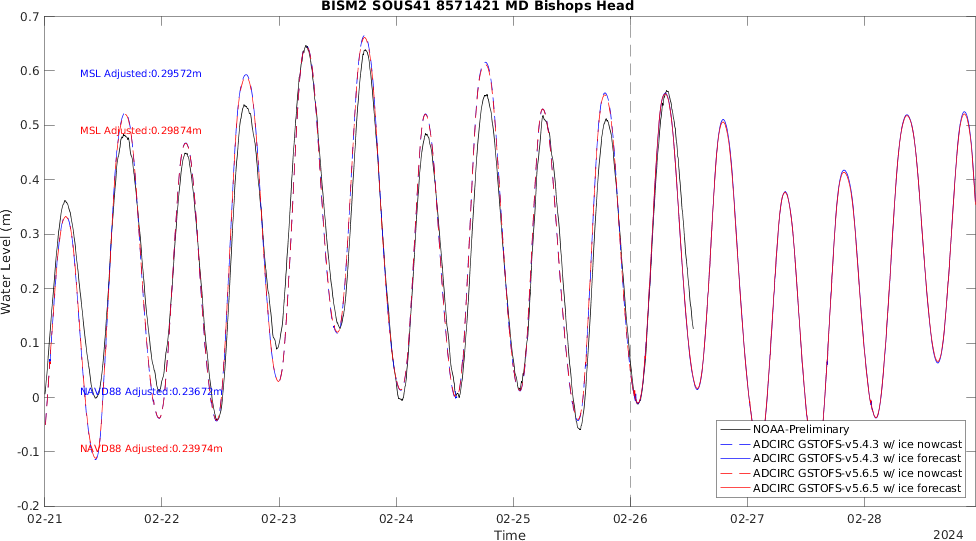 BISM2 SOUS41 8571421 MD Bishops Head
0.7
0.6
0.5
0.4
0.3
0.2
0.1
0
-0.1
-0.2
Water Level (m)
MSL Adjusted:0.29572m
MSL Adjusted:0.29874m
NAVD88 Adjusted:0.23672m
NAVD88 Adjusted:0.23974m
NOAA-Preliminary
ADCIRC GSTOFS-v5.4.3 w/ ice nowcast
ADCIRC GSTOFS-v5.4.3 w/ ice forecast
ADCIRC GSTOFS-v5.6.5 w/ ice nowcast
ADCIRC GSTOFS-v5.6.5 w/ ice forecast
02-21 02-22 02-23 02-24 02-25 02-26 02-27 02-28
Time
2024